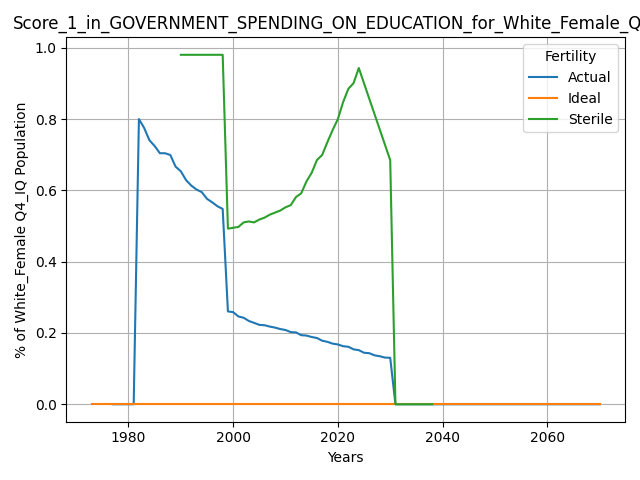 Score_1_in_GOVERNMENT_SPENDING_ON_EDUCATION_for_White_Female_Q
1.0
0.8
0.6
0.4
0.2
0.0
% of White_Female Q4_IQ Population
Fertility
Actual
Ideal
Sterile
1980
2000
2020
2040
2060
Years